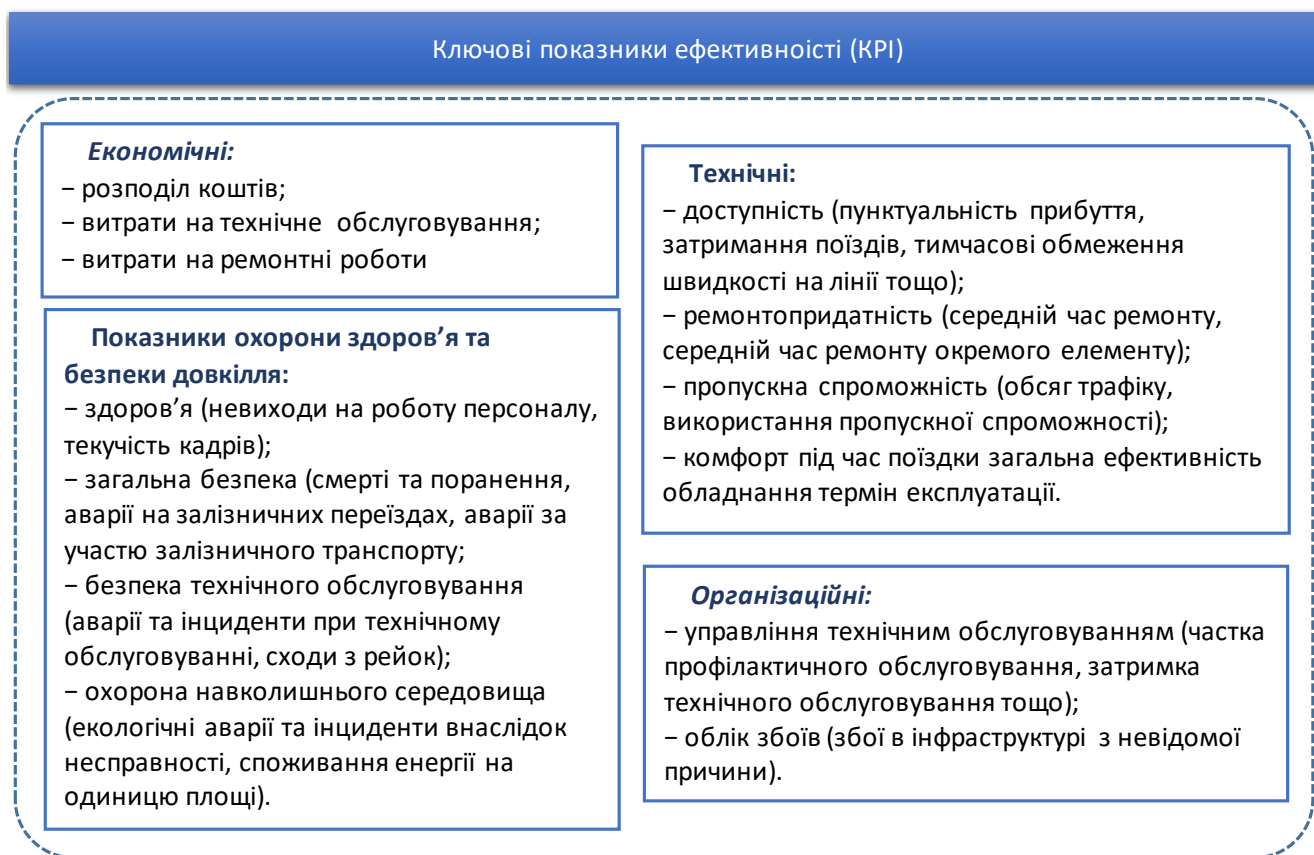 Ключові показники ефективноісті (КРІ)
Економічні:
− розподіл коштів;
− витрати на технічне обслуговування;
− витрати на ремонтні роботи
Показники охорони здоров’я та
безпеки довкілля:
− здоров’я (невиходи на роботу персоналу,
текучість кадрів);
− загальна безпека (смерті та поранення,
аварії на залізничних переїздах, аварії за
участю залізничного транспорту;
− безпека технічного обслуговування
(аварії та інциденти при технічному
обслуговуванні, сходи з рейок);
− охорона навколишнього середовища
(екологічні аварії та інциденти внаслідок
несправності, споживання енергії на
одиницю площі).
Технічні:
− доступність (пунктуальність прибуття,
затримання поїздів, тимчасові обмеження
швидкості на лінії тощо);
− ремонтопридатність (середній час ремонту,
середній час ремонту окремого елементу);
− пропускна спроможність (обсяг трафіку,
використання пропускної спроможності);
− комфорт під час поїздки загальна ефективність
обладнання термін експлуатації.
Організаційні:
− управління технічним обслуговуванням (частка
профілактичного обслуговування, затримка
технічного обслуговування тощо);
− облік збоїв (збої в інфраструктурі з невідомої
причини).